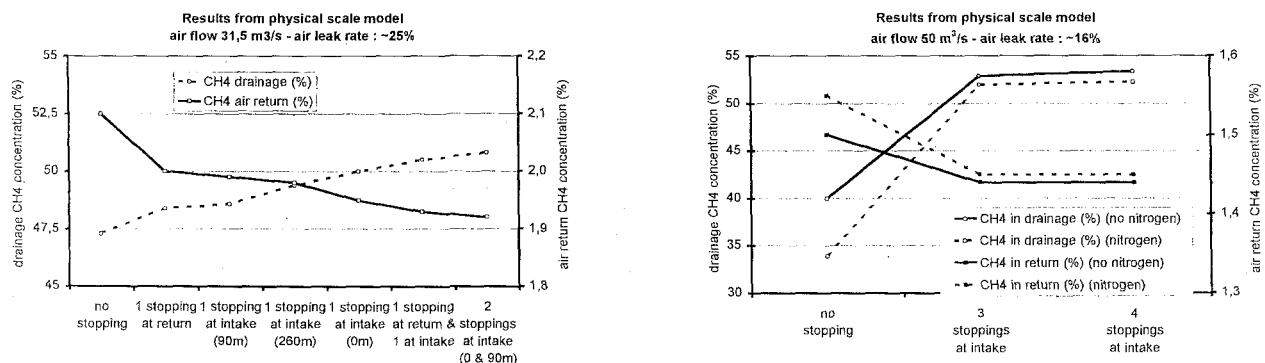 Results from physical scale model
air flow 31,5 m3/s - air leak rate : ~25%
55
52,5
50
47,5
45
drainage CH4 concentration (%)
2,2
2,1
2,0
1,9
1,8
air return CH4 concentration (%)
CH4 drainage (%)
CH4 air return (%)
no stopping
1 stopping at return
1 stopping at intake (90m)
1 stopping at intake (260m)
1 stopping at intake (0m)
1 stopping at return & 1 at intake
2 stoppings at intake (0 & 90m)
Results from physical scale model
air flow 50 m³/s - air leak rate : ~16%
55
50
45
40
35
30
drainage CH4 concentration (%)
1,6
1,5
1,4
1,3
air return CH4 concentration (%)
CH4 in drainage (%) (no nitrogen)
CH4 in drainage (%) (nitrogen)
CH4 in return (%) (no nitrogen)
CH4 in return (%) (nitrogen)
no stopping
3 stoppings at intake
4 stoppings at intake